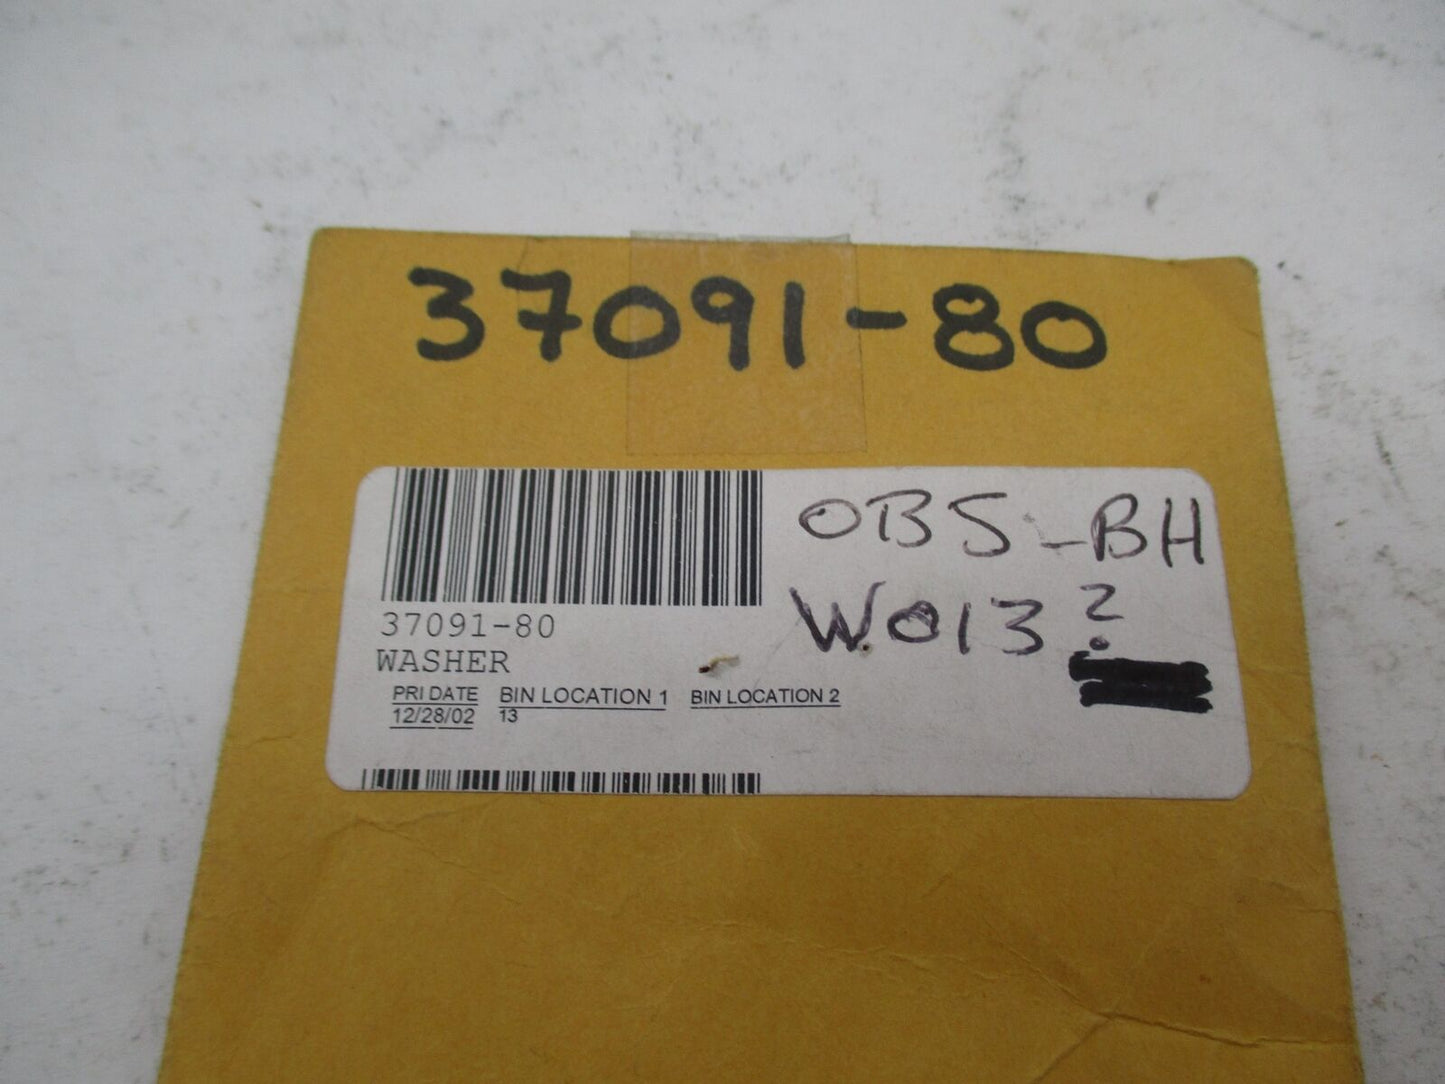 37091-80
OBS-BH
W.013?
37091-80
WASHER
PRI DATE BIN LOCATION 1 BIN LOCATION 2
12/28/02 13